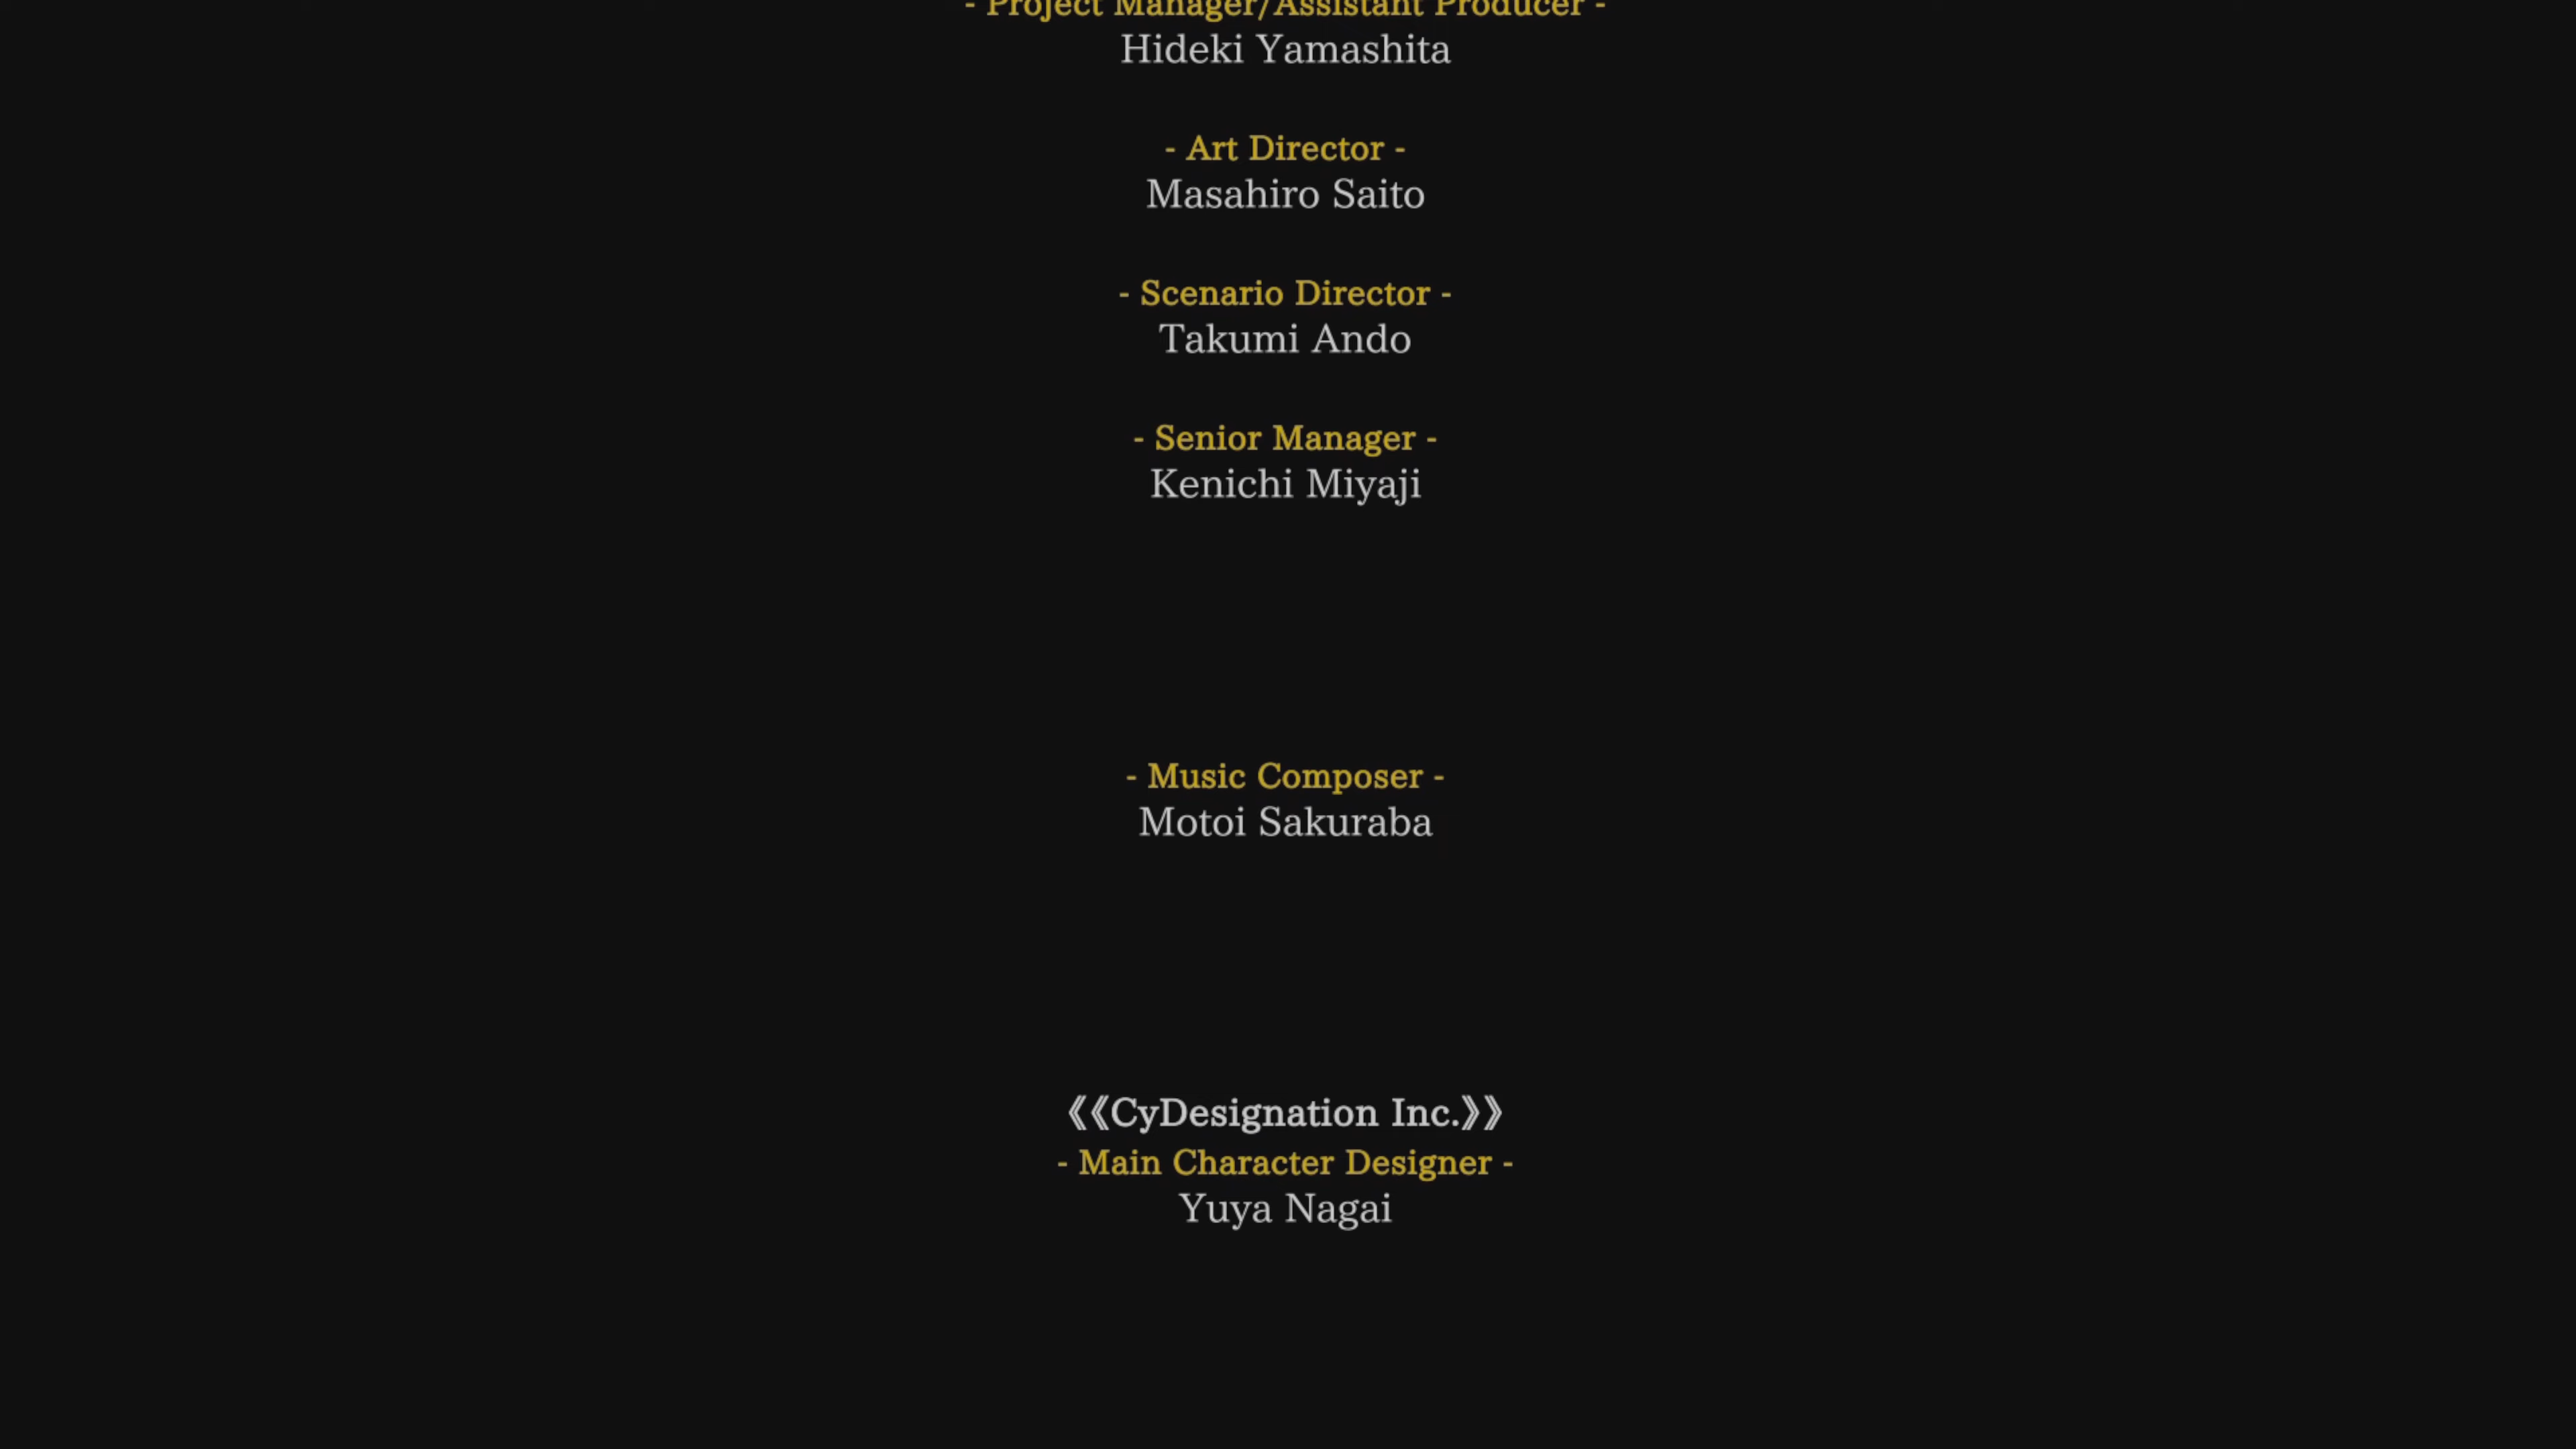 - Project Manager/Assistant Producer -
Hideki Yamashita
- Art Director -
Masahiro Saito
- Scenario Director -
Takumi Ando
- Senior Manager -
Kenichi Miyaji
- Music Composer -
Motoi Sakuraba
《《CyDesignation Inc.》》
- Main Character Designer -
Yuya Nagai